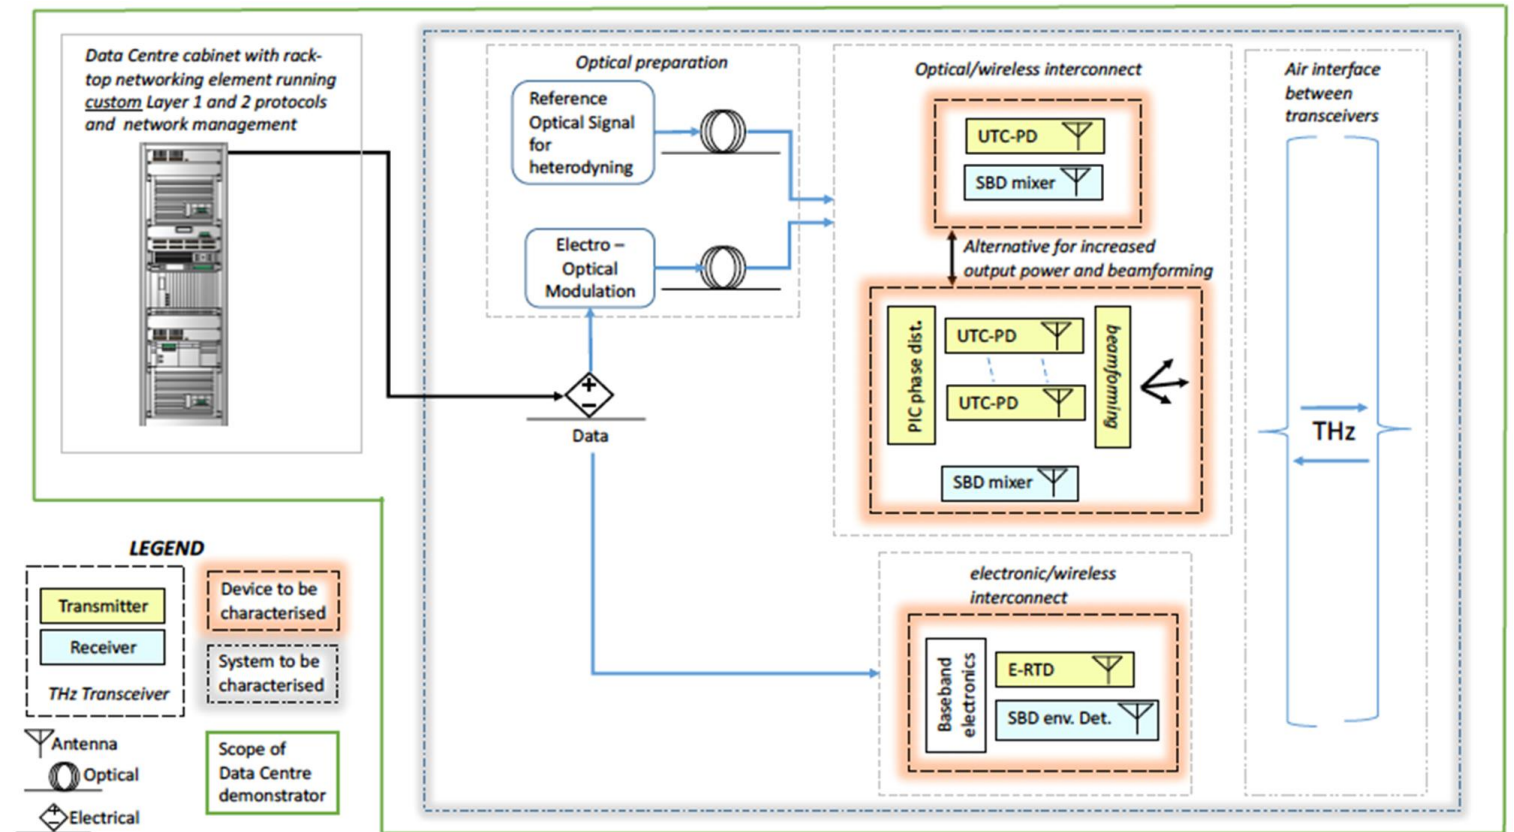 Data Centre cabinet with rack-
top networking element running
custom Layer 1 and 2 protocols
and network management
Optical preparation
Reference
Optical Signal
for
heterodyning
Electro –
Optical
Modulation
Data
Optical/wireless interconnect
UTC-PD
SBD mixer
Alternative for increased
output power and beamforming
PIC phase dist.
UTC-PD
UTC-PD
beamforming
SBD mixer
electronic/wireless
interconnect
Baseband
electronics
E-RTD
SBD env. Det.
Air interface
between
transceivers
THz
LEGEND
Transmitter
Receiver
THz Transceiver
Device to be
characterised
System to be
characterised
Antenna
Optical
Electrical
Scope of
Data Centre
demonstrator